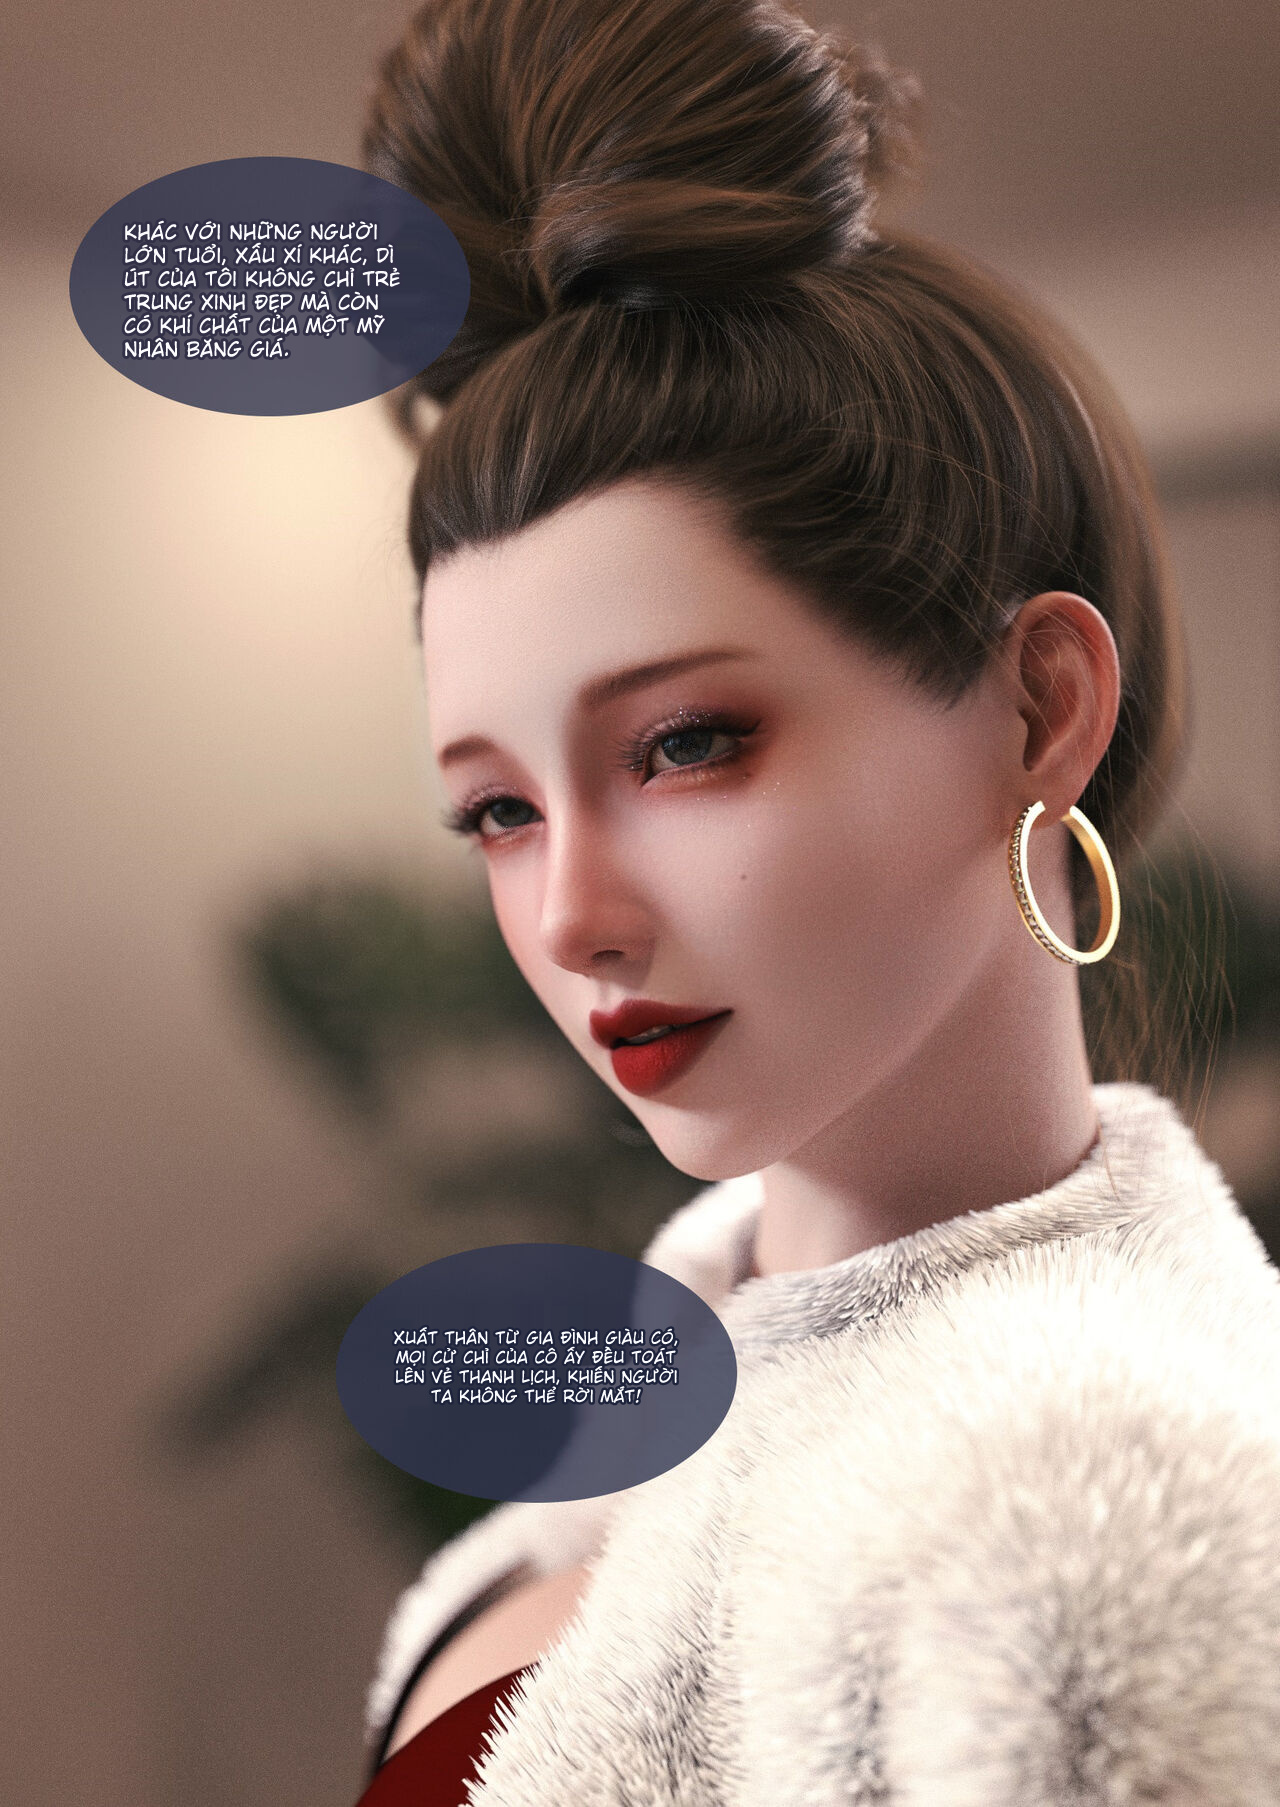 KHÁC VỚI NHỮNG NGƯỜI
LỚN TUỔI, XẤU XÍ KHÁC, DÌ
ÚT CỦA TÔI KHÔNG CHỈ TRẺ
TRUNG XINH ĐẸP MÀ CÒN
CÓ KHÍ CHẤT CỦA MỘT MỸ
NHÂN BĂNG GIÁ.
XUẤT THÂN TỪ GIA ĐÌNH GIÀU CÓ,
MỌI CỬ CHỈ CỦA CÔ ẤY ĐỀU TOÁT
LÊN VẺ THANH LỊCH, KHIẾN NGƯỜI
TA KHÔNG THỂ RỜI MẮT!